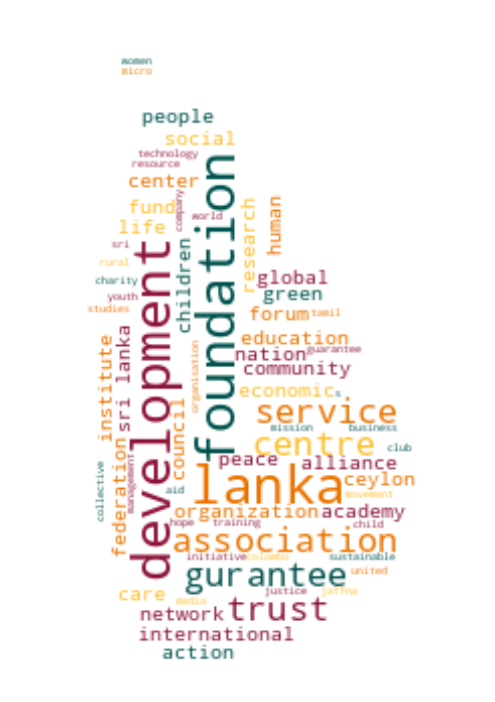 women
micro
people
social
technology
resource
center
company
fund
world
life
research
human
sri
children
foundation
development
rural
global
charity
green
youth
studies
forum
tamil
sri lanka
institute
education
organisation
nation
guarantee
community
economic
s
council
service
mission
business
centre
club
federation
management
collective
peace
alliance
lanka
ceylon
aid
movement
organization
academy
hope
training
child
association
initiative
colombo
sustainable
gurantee
united
care
media
justice
jaffna
network
trust
international
action